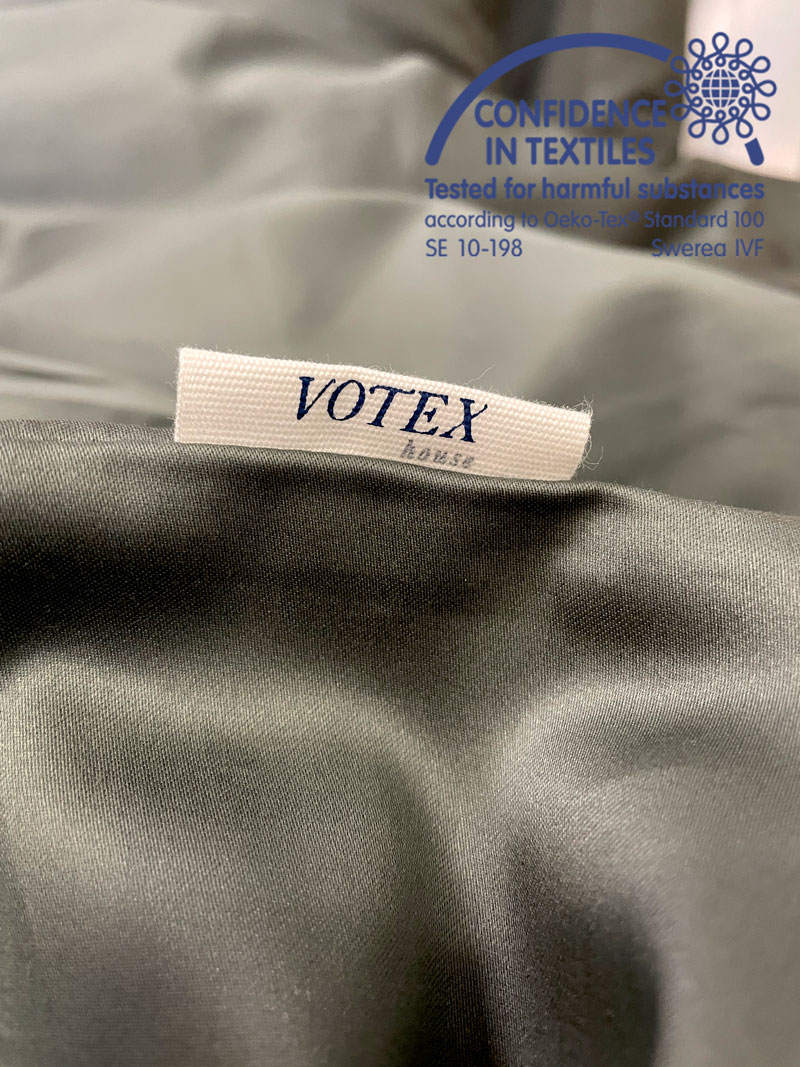 CONFIDENCE
IN TEXTILES
Tested for harmful substances
according to Oeko-Tex® Standard 100
SE 10-198 Swerea IVF
VOTEX
house